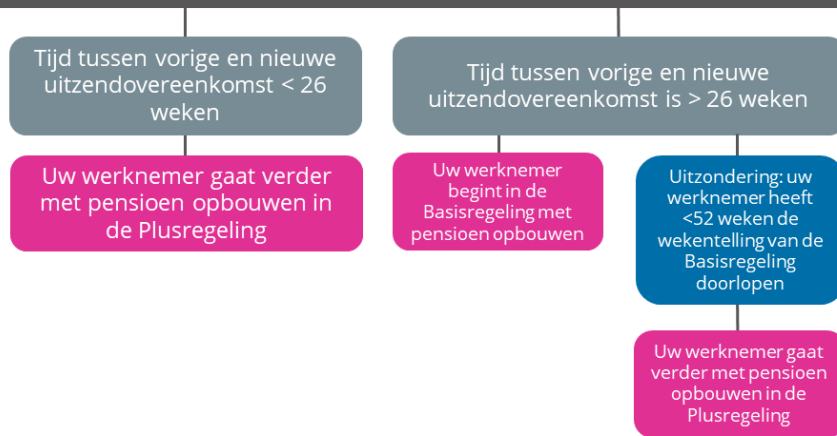 Tijd tussen vorige en nieuwe
uitzendovereenkomst < 26
weken
Tijd tussen vorige en nieuwe
uitzendovereenkomst is > 26 weken
Uw werknemer gaat verder
met pensioen opbouwen in
de Plusregeling
Uw werknemer
begint in de
Basisregeling met
pensioen opbouwen
Uitzondering: uw
werknemer heeft
<52 weken de
wekentelling van de
Basisregeling
doorlopen
Uw werknemer gaat
verder met pensioen
opbouwen in de
Plusregeling